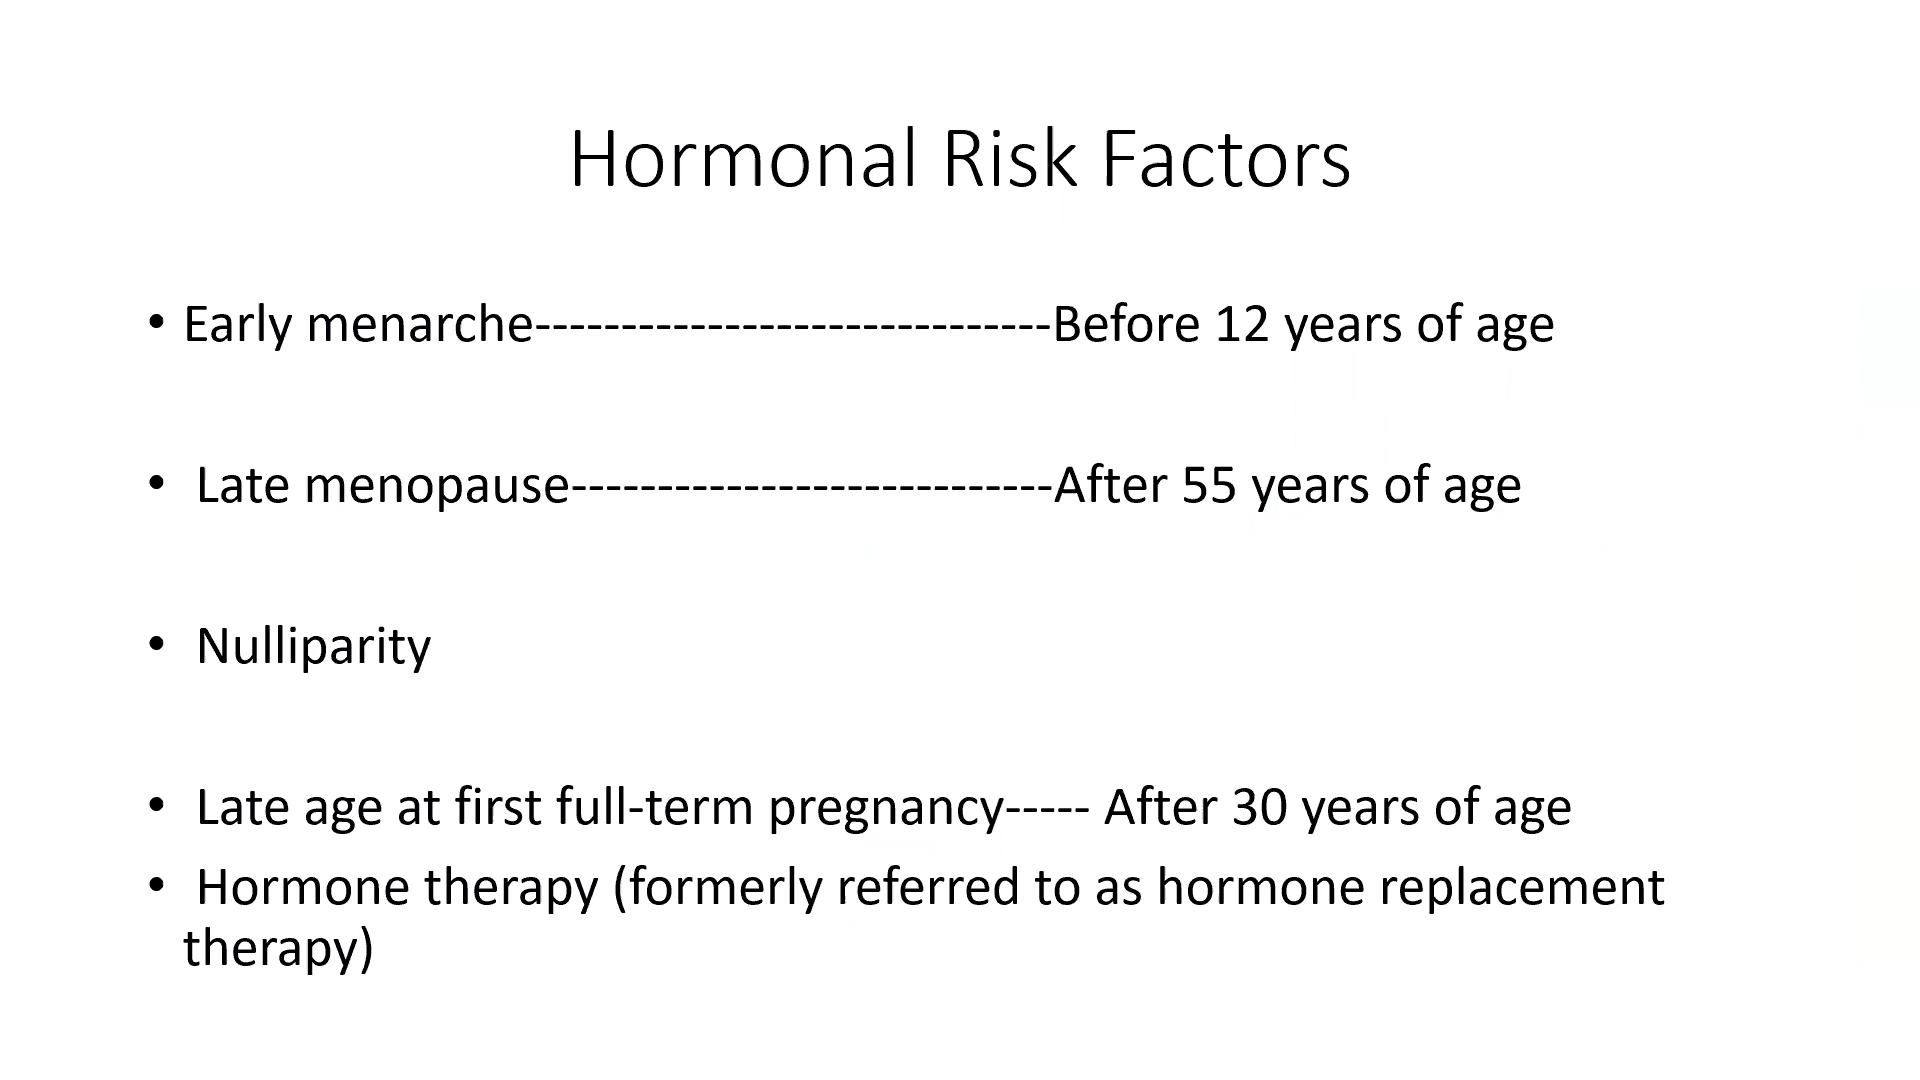 Hormonal Risk Factors
• Early menarche------------------------------Before 12 years of age
• Late menopause----------------------------After 55 years of age
• Nulliparity
• Late age at first full-term pregnancy----- After 30 years of age
• Hormone therapy (formerly referred to as hormone replacement
therapy)